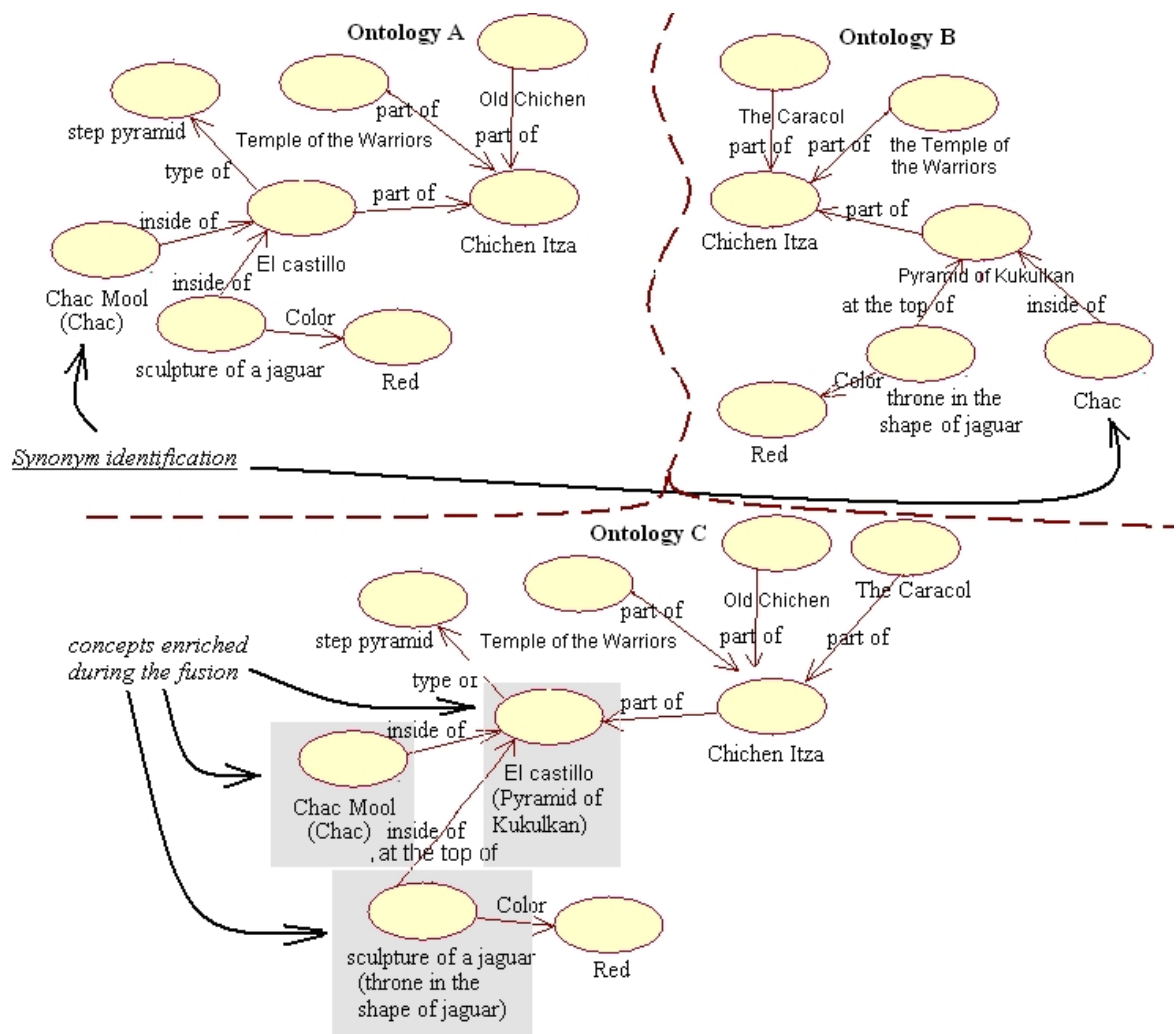 Ontology A
step pyramid
type of
Temple of the Warriors
part of
Old Chichen
part of
part of
Chichen Itza
inside of
El castillo
inside of
Chac Mool
(Chac)
Color
sculpture of a jaguar
Red
Synonym identification
Ontology B
The Caracol
part of
part of
the Temple of
the Warriors
Chichen Itza
part of
Pyramid of Kukulkan
at the top of
inside of
Color
throne in the
shape of jaguar
Chac
Red
Ontology C
step pyramid
part of
Temple of the Warriors
Old Chichen
part of
The Caracol
part of
concepts enriched
during the fusion
type or
part of
inside of
Chichen Itza
El castillo
(Pyramid of
Kukulkan)
Chac Mool
(Chac)
inside of
, at the top of
Color
sculpture of a jaguar
(throne in the
shape of jaguar)
Red